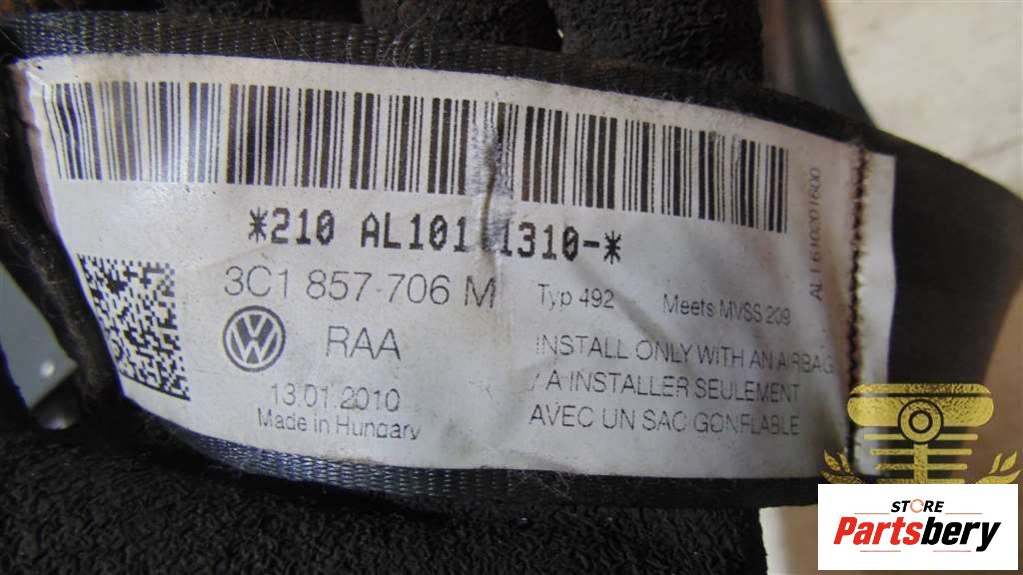 *210 AL101 1310-*
3C1 857 706 M
Typ 492 Meets MVSS 209
RAA
INSTALL ONLY WITH AN AIRBAG
/ A INSTALLER SEULEMENT
AVEC UN SAC GONFLABLE
13.01.2010
Made in Hungary
STORE
Partsbery